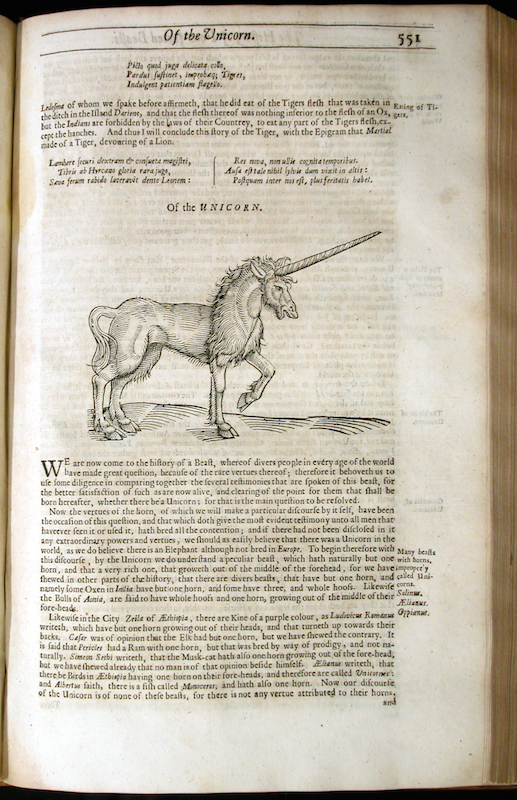 Of the Unicorn.
551
Picto quod juga delicata collo,
Pardus sustinet, improbæq; Tigres,
Indulgent patientiam flagello.
Ledesma of whom we spake before affirmeth, that he did eat of the Tigers flesh that was taken in
the ditch in the Island Dariene, and that the flesh thereof was nothing inferior to the flesh of an Ox,
but the Indians are forbidden by the laws of their Countrey, to eat any part of the Tigers flesh, ex-
cept the hanches. And thus I will conclude this story of the Tiger, with the Epigram that Martial
made of a Tiger, devouring of a Lion.
Eating of Ti-
gers.
Lambere securi dextram & consueta magistri,
Tibris ab Hyrcano gloria rara jugo,
Sæva ferum rabido laceravit dente Leonem:
Res nova, non ullis cognita temporibus.
Ausa est tale nihil sylvis dum vixit in altis:
Postquam inter nos est, plus feritatis habet.
Of the UNICORN.
WE are now come to the history of a Beast, whereof divers people in every age of the world
have made great question, because of the rare vertues thereof; therefore it behoveth us to
use some diligence in comparing together the several testimonies that are spoken of this beast, for
the better satisfaction of such as are now alive, and clearing of the point for them that shall be
born hereafter, whether there be a Unicorn; for that is the main question to be resolved.
Now the vertues of the horn, of which we will make a particular discourse by it self, have been
the occasion of this question, and that which doth give the most evident testimony unto all men that
have ever seen it or used it, hath bred all the contention; and if there had not been disclosed in it
any extraordinary powers and vertues, we should as easily believe that there was a Unicorn in the
world, as we do believe there is an Elephant although not bred in Europe. To begin therefore with
this discourse, by the Unicorn we do understand a peculiar beast, which hath naturally but one
horn, and that a very rich one, that groweth out of the middle of the forehead, for we have
shewed in other parts of the history, that there are divers beasts, that have but one horn, and
namely some Oxen in India have but one horn, and some have three, and whole hoofs. Likewise
the Bulls of Aonia, are said to have whole hoofs and one horn, growing out of the middle of their
fore-heads.
Many beasts
with horns,
improperly
called Uni-
corns.
Solinus.
Ælianus.
Oppianus.
Likewise in the City Zeila of Æthiopia, there are Kine of a purple colour, as Ludovicus Romanus
writeth, which have but one horn growing out of their heads, and that turneth up towards their
backs. Cæsar was of opinion that the Elk had but one horn, but we have shewed the contrary. It
is said that Pericles had a Ram with one horn, but that was bred by way of prodigy, and not na-
turally. Simeon Sethi writeth, that the Musk-cat hath also one horn growing out of the fore-head,
but we have shewed already that no man is of that opinion beside himself. Ælianus writeth, that
there be Birds in Æthiopia having one horn on their fore-heads, and therefore are called Unicornes:
and Albertus saith, there is a fish called Monoceros, and hath also one horn. Now our discourse
of the Unicorn is of none of these beasts, for there is not any vertue attributed to their horns,
and